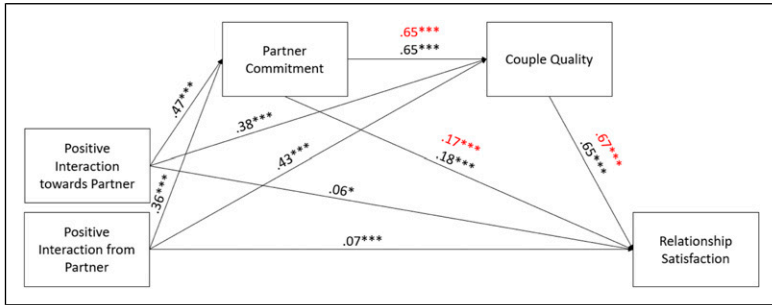 Partner
Commitment
.65***
.65***
Couple Quality
.47***
.38***
.17***
.18***
.67***
.65***
Positive
Interaction
towards Partner
.43***
.36***
.06*
Positive
Interaction from
Partner
.07***
Relationship
Satisfaction